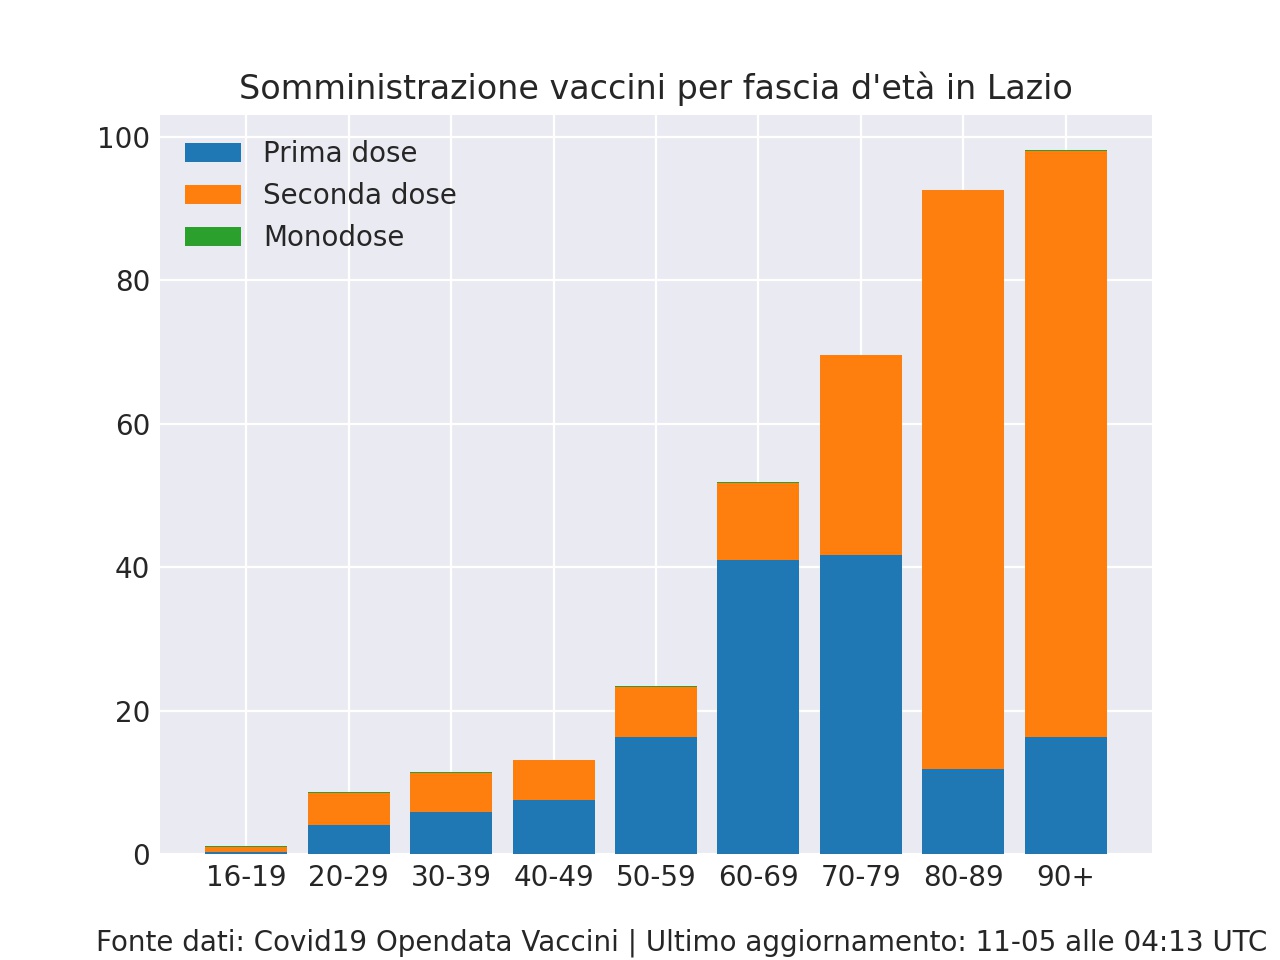 Somministrazione vaccini per fascia d'età in Lazio
100
Prima dose
Seconda dose
Monodose
80
60
40
20
0
16-19 20-29 30-39 40-49 50-59 60-69 70-79 80-89 90+
Fonte dati: Covid19 Opendata Vaccini | Ultimo aggiornamento: 11-05 alle 04:13 UTC